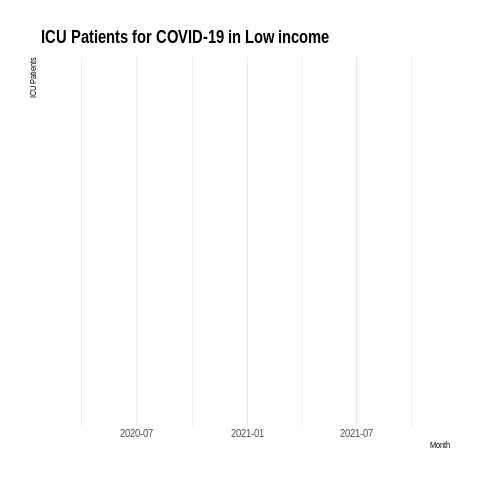 ICU Patients for COVID-19 in Low income
ICU Patients
2020-07 2021-01 2021-07
Month